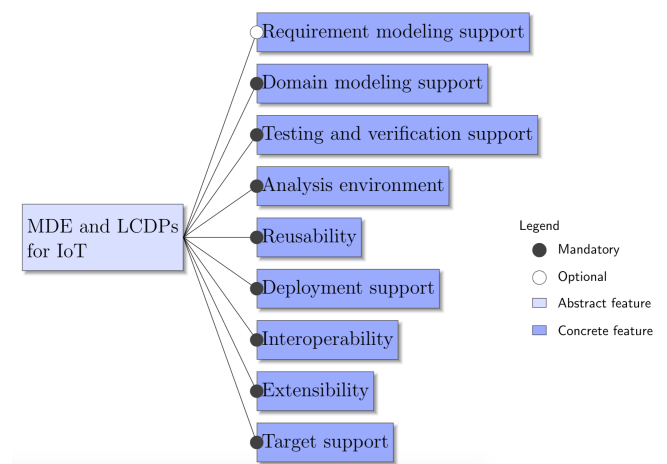 Requirement modeling support
Domain modeling support
Testing and verification support
Analysis environment
MDE and LCDPs
for IoT
Reusability
Deployment support
Interoperability
Extensibility
Target support
Legend
Mandatory
Optional
Abstract feature
Concrete feature